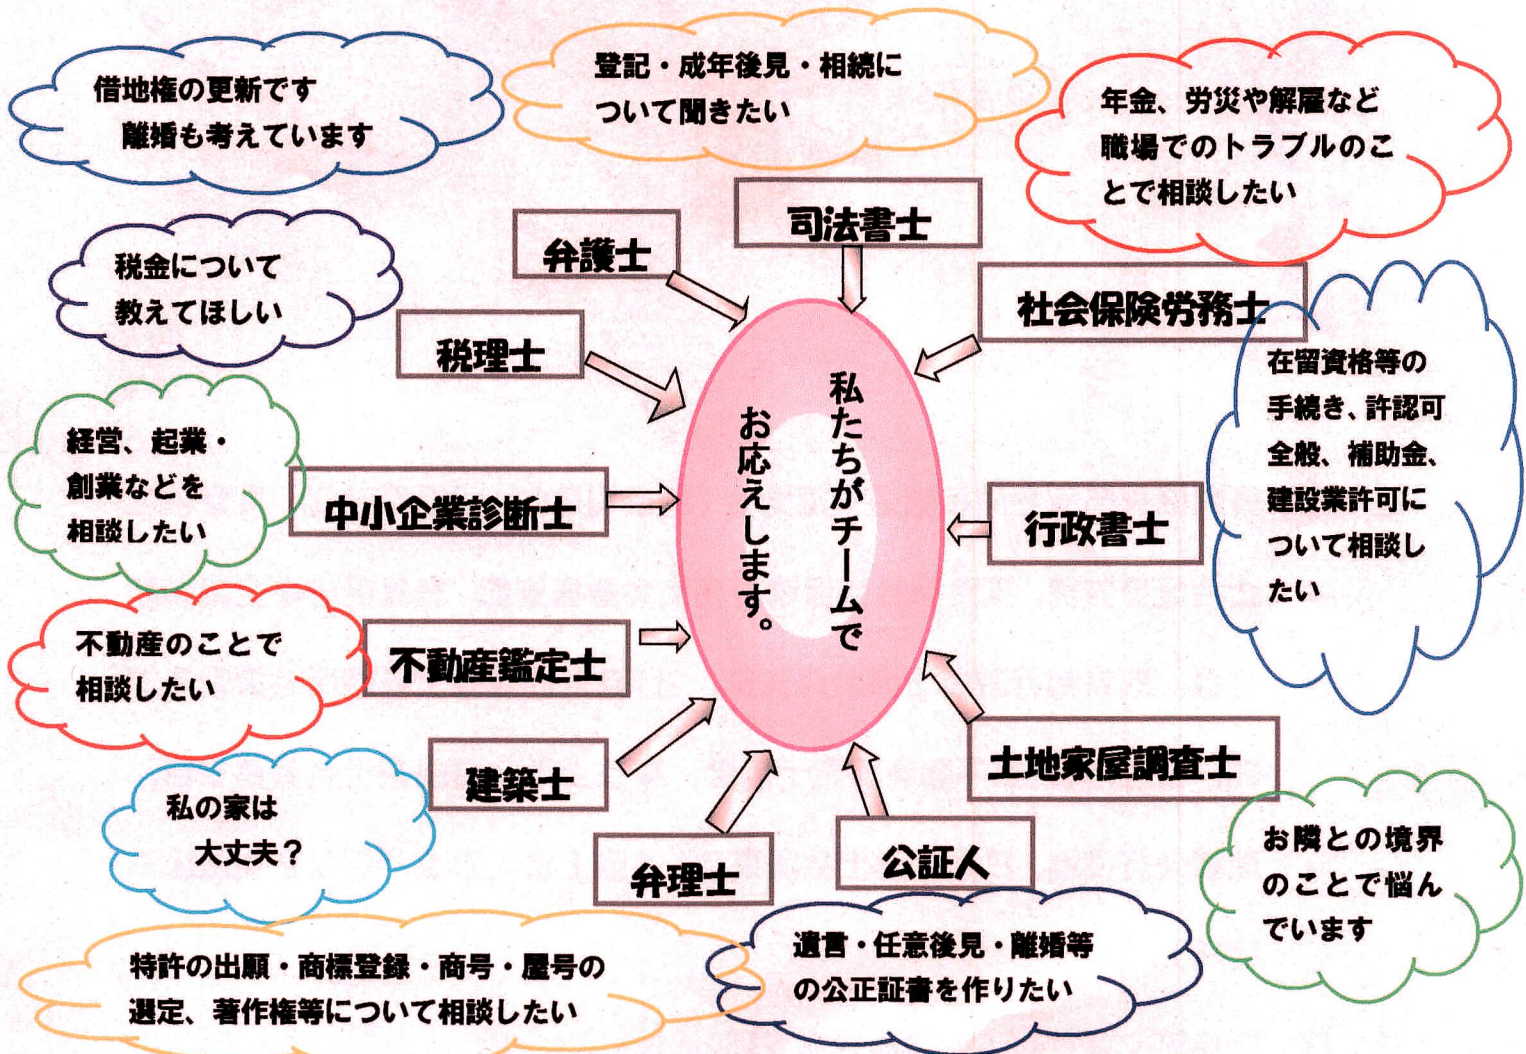 借地権の更新です
離婚も考えています
登記・成年後見・相続に
ついて聞きたい
年金、労災や解雇など
職場でのトラブルのこ
とで相談したい
司法書士
弁護士
社会保険労務士
税金について
教えてほしい
税理士
在留資格等の
手続き、許認可
全般、補助金、
建設業許可に
ついて相談し
たい
経営、起業・
創業などを
相談したい
中小企業診断士
私たちがチームで
お応えします。
行政書士
不動産のことで
相談したい
不動産鑑定士
土地家屋調査士
建築士
私の家は
大丈夫？
弁理士
公証人
お隣との境界
のことで悩ん
でいます
特許の出願・商標登録・商号・屋号の
選定、著作権等について相談したい
遺言・任意後見・離婚等
の公正証書を作りたい